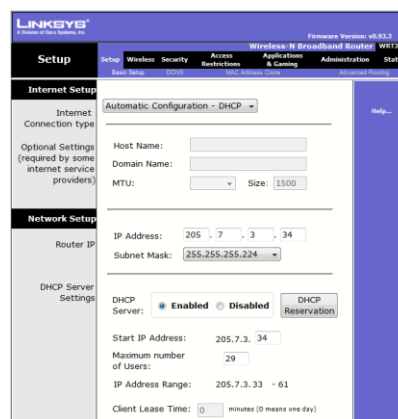 LINKSYS®
A Division of Cisco Systems, Inc.
Firmware Version: v0.93.3
Wireless-N Broadband Router WRT3
Setup
Setup Wireless Security Access Restrictions Applications & Gaming Administration Stat
Basic Setup DDNS MAC Address Clone Advanced Routing
Internet Setup
Internet Connection type
Automatic Configuration - DHCP
Help...
Optional Settings
(required by some
internet service
providers)
Host Name:
Domain Name:
MTU: Size: 1500
Network Setup
Router IP
IP Address: 205 . 7 . 3 . 34
Subnet Mask: 255.255.255.224
DHCP Server
Settings
DHCP Server: Enabled Disabled DHCP Reservation
Start IP Address: 205.7.3. 34
Maximum number
of Users: 29
IP Address Range: 205.7.3.33 - 61
Client Lease Time: 0 minutes (0 means one day)